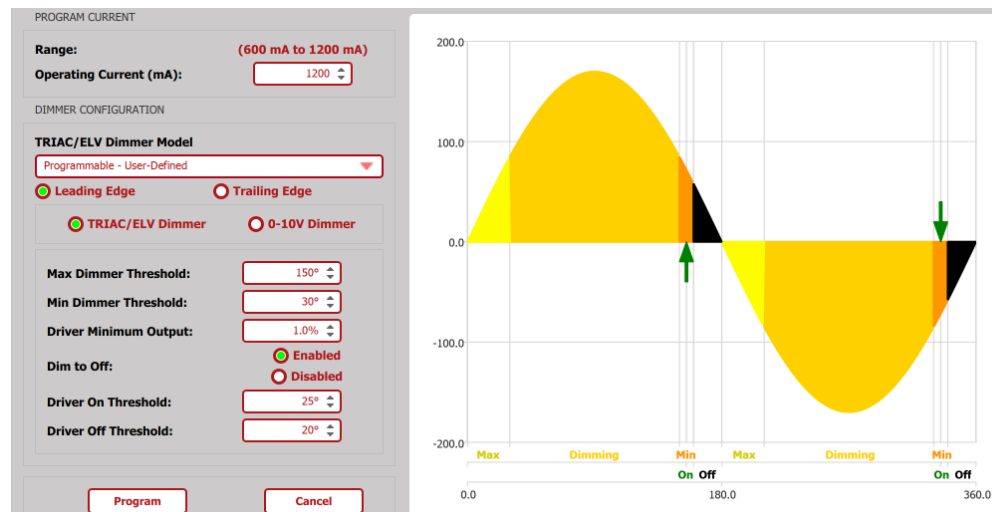 PROGRAM CURRENT
Range: (600 mA to 1200 mA)
Operating Current (mA): 1200
DIMMER CONFIGURATION
TRIAC/ELV Dimmer Model
Programmable - User-Defined
Leading Edge Trailing Edge
TRIAC/ELV Dimmer 0-10V Dimmer
Max Dimmer Threshold: 150°
Min Dimmer Threshold: 30°
Driver Minimum Output: 1.0%
Dim to Off: Enabled
Disabled
Driver On Threshold: 25°
Driver Off Threshold: 20°
Program Cancel
200.0
100.0
0.0
-100.0
-200.0
Max Dimming Min Max Dimming Min
On Off On Off
0.0 180.0 360.0